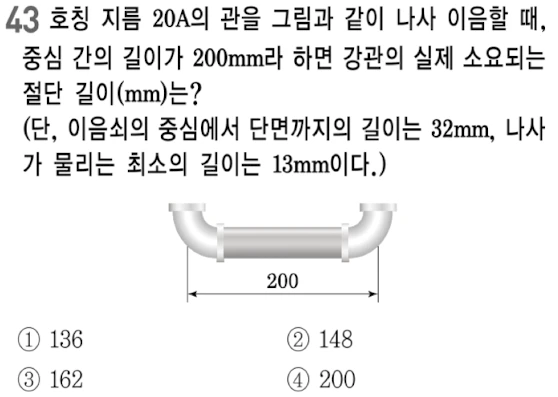 43 호칭 지름 20A의 관을 그림과 같이 나사 이음할 때,
중심 간의 길이가 200mm라 하면 강관의 실제 소요되는
절단 길이(mm)는?
(단, 이음쇠의 중심에서 단면까지의 길이는 32mm, 나사
가 물리는 최소의 길이는 13mm이다.)
200
① 136 ② 148
③ 162 ④ 200